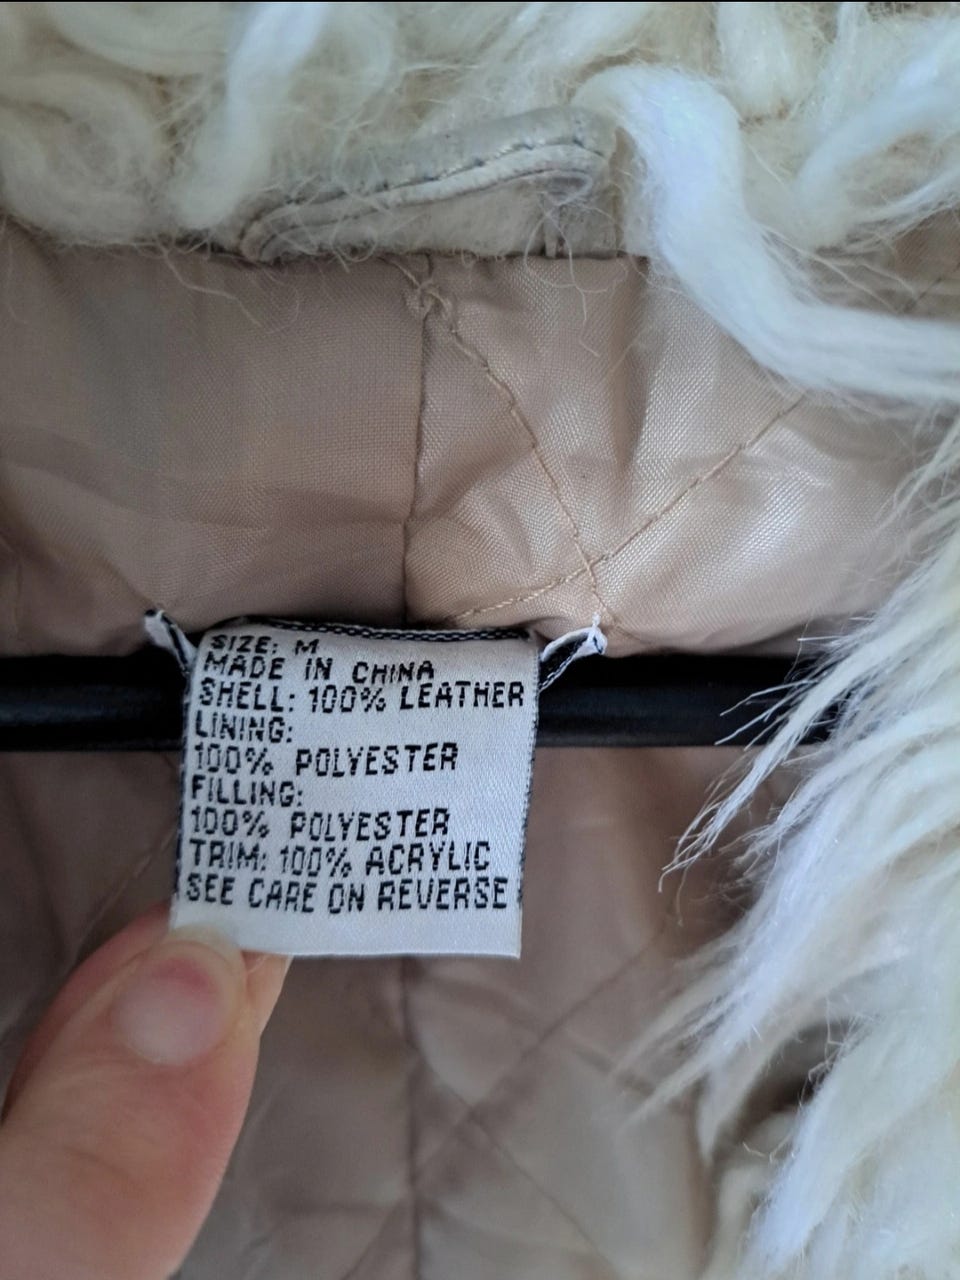 SIZE: M
MADE IN CHINA
SHELL: 100% LEATHER
LINING:
100% POLYESTER
FILLING:
100% POLYESTER
TRIM: 100% ACRYLIC
SEE CARE ON REVERSE